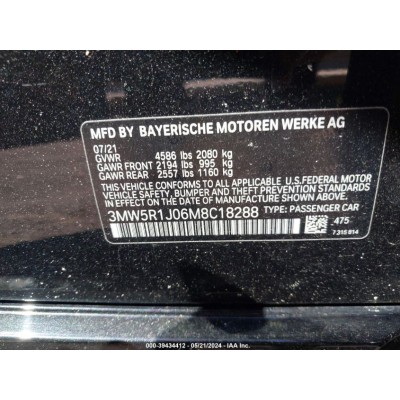 MFD BY BAYERISCHE MOTOREN WERKE AG
07/21
GVWR 4586 lbs 2080 kg
GAWR FRONT 2194 lbs 995 kg
GAWR REAR 2557 lbs 1160 kg
THIS VEHICLE CONFORMS TO ALL APPLICABLE U.S.FEDERAL MOTOR
VEHICLE SAFETY, BUMPER, AND THEFT PREVENTION STANDARDS
IN EFFECT ON THE DATE OF MANUFACTURE SHOWN ABOVE.
3MW5R1J06M8C18288 TYPE: PASSENGER CAR
475
7 315 814
000-39434412 - 05/21/2024 - IAA Inc.